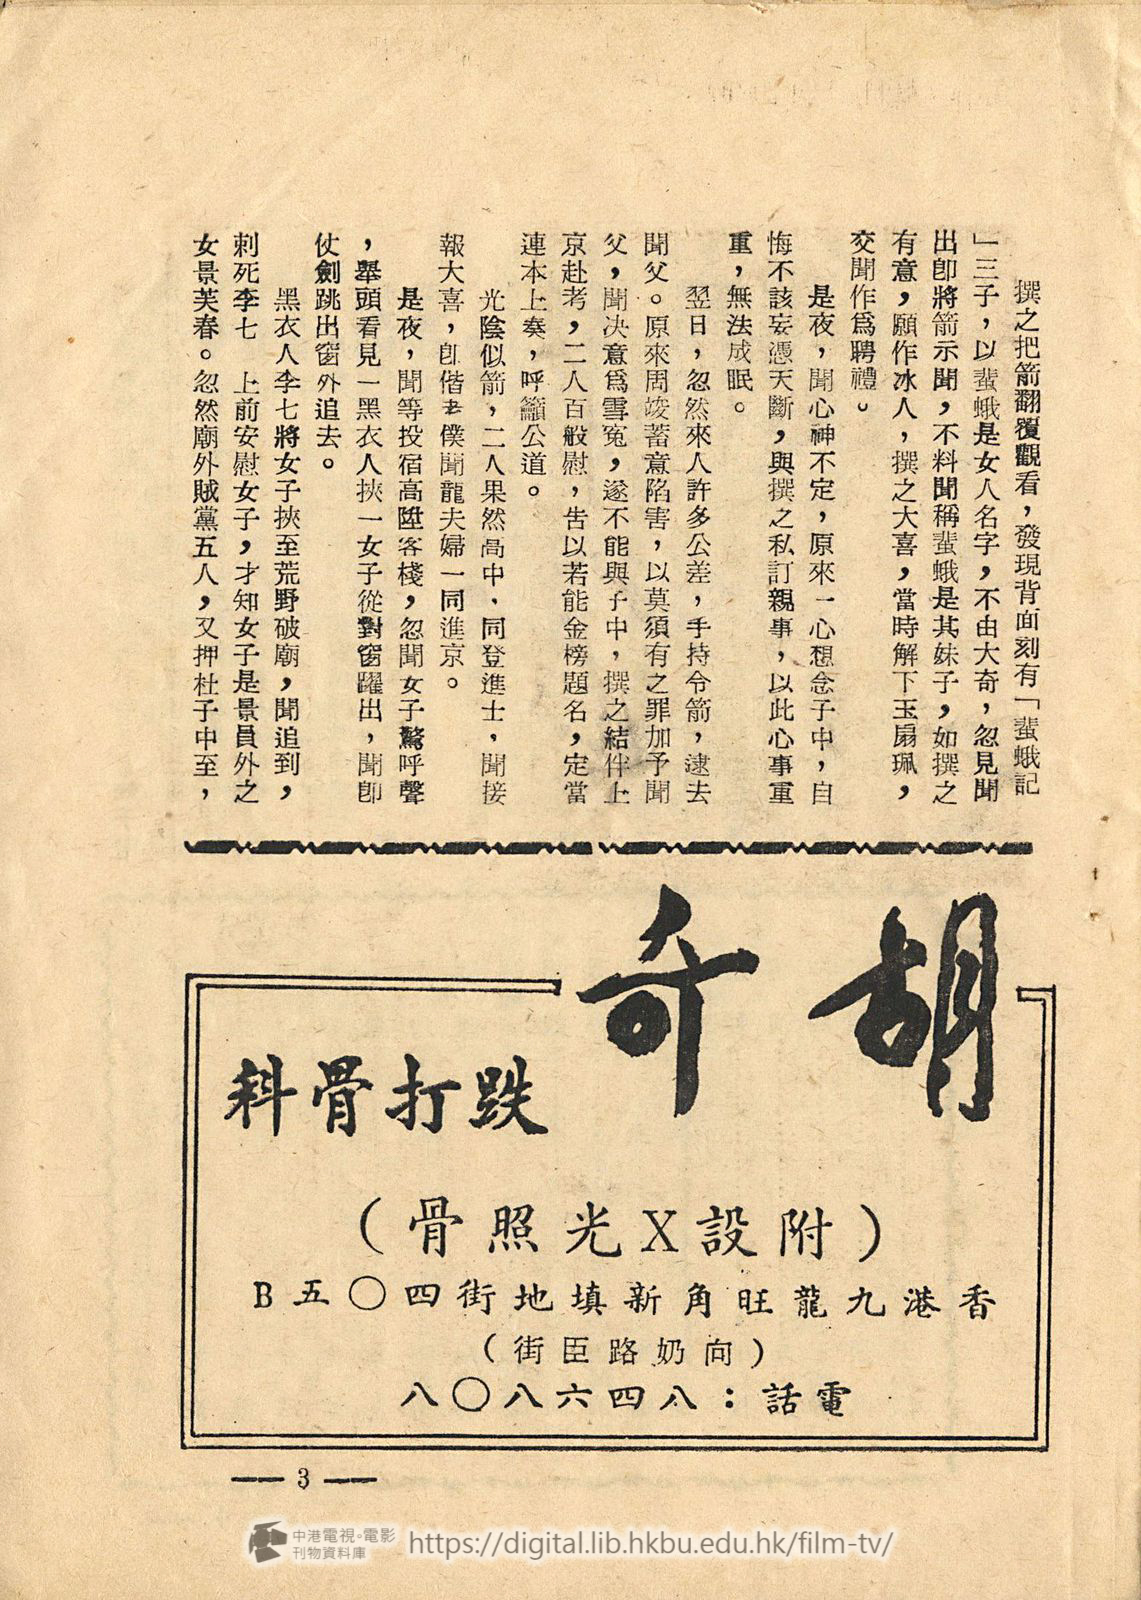 撰之把箭翻覆觀看，發現背面刻有「蜚蛾記
」三子，以蜚蛾是女人名字，不由大奇，忽見聞
出卽將箭示聞，不料聞稱蜚蛾是其妹子，如撰之
有意，願作冰人，撰之大喜，當時解下玉扇珮，
交聞作爲聘禮。
是夜，聞心神不定，原來一心想念子中，自
悔不該妄憑天斷，與撰之私訂親事，以此心事重
重，無法成眠。
翌日，忽然來人許多公差，手持令箭，逮去
聞父。原來周竣蓄意陷害，以莫須有之罪加予聞
父，聞决意爲雪寃，遂不能與子中，撰之結伴上
京赴考，二人百般慰，告以若能金榜題名，定當
連本上奏，呼籲公道。
光陰似箭，二人果然高中．同登進士，聞接
報大喜，卽偕老僕聞龍夫婦一同進京。
是夜，聞等投宿高陞客棧，忽聞女子驚呼聲
，舉頭看見一黑衣人挾一女子從對窗躍出，聞卽
仗劍跳出窗外追去。
黑衣人李七將女子挾至荒野破廟，聞追到，
刺死李七　上前安慰女子，才知女子是景員外之
女景芙春。忽然廟外賊黨五人，又押杜子中至，
胡奇
跌打骨科
（附設X光照骨）
香港九龍旺角新填地街四〇五B
（向奶路臣街）
電話：八四六八〇八
— 3 —
中港電視·電影
刊物資料庫
https://digital.lib.hkbu.edu.hk/film-tv/